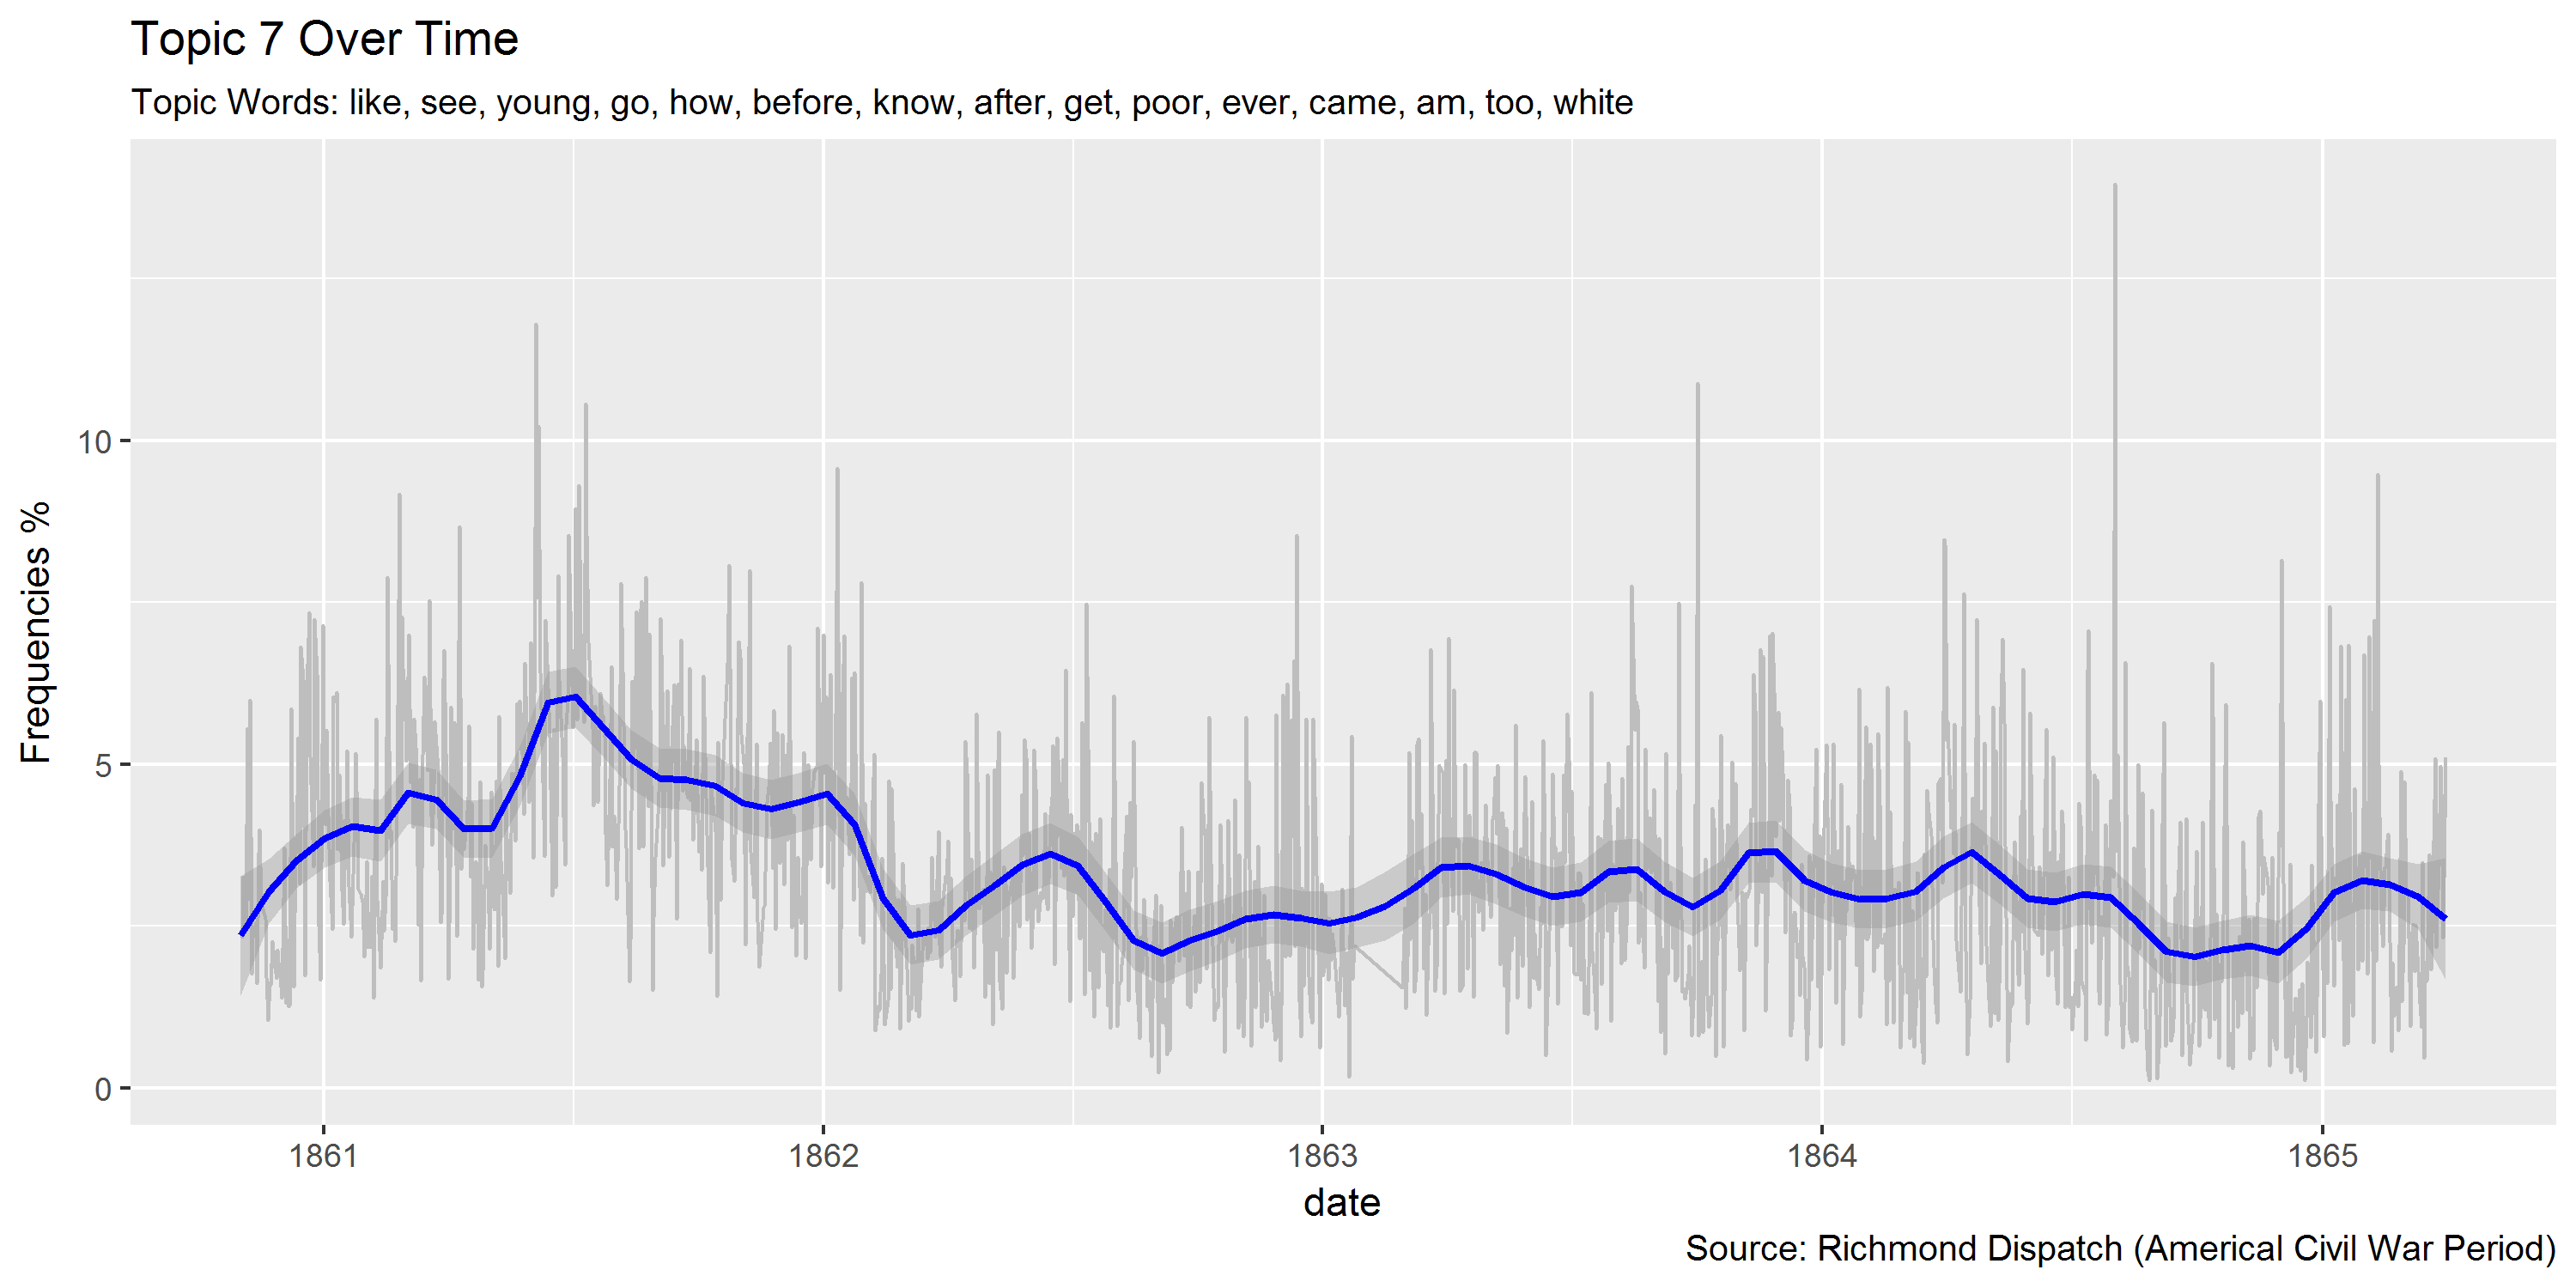 Topic 7 Over Time
Topic Words: like, see, young, go, how, before, know, after, get, poor, ever, came, am, too, white
Frequencies %
10
5
0
1861
1862
1863
1864
1865
date
Source: Richmond Dispatch (Americal Civil War Period)